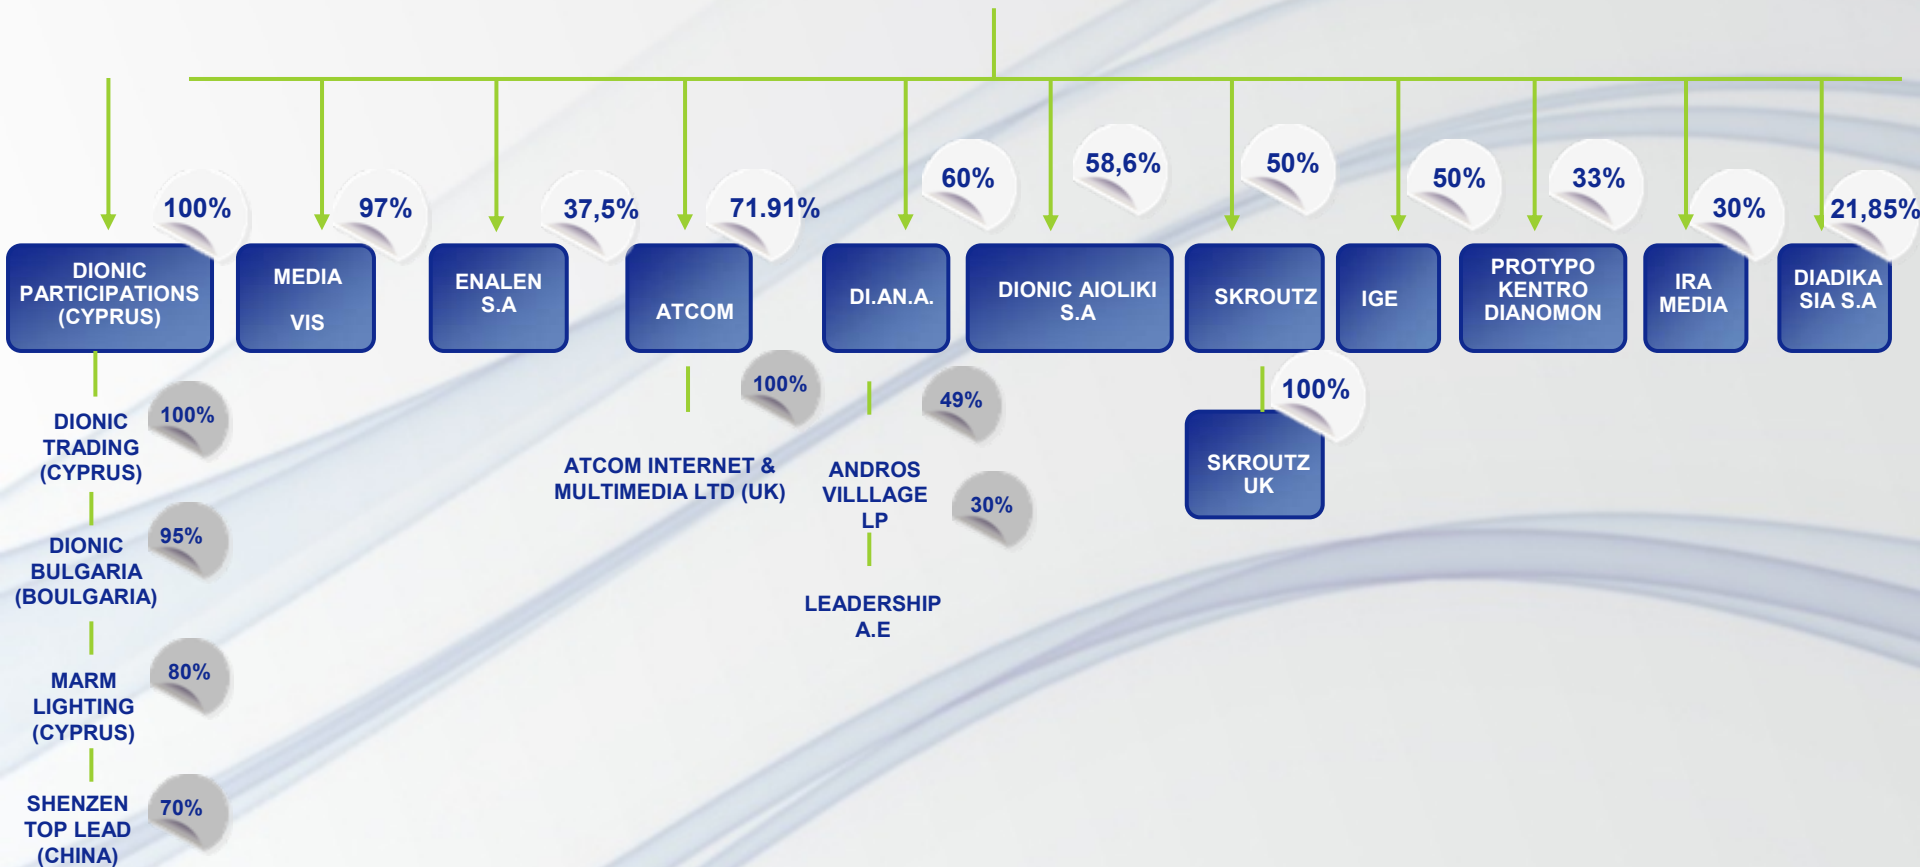 100%
97%
37,5%
71.91%
60%
58,6%
50%
50%
33%
30%
21,85%
DIONIC
PARTICIPATIONS
(CYPRUS)
MEDIA
VIS
ENALEN
S.A
ATCOM
DI.AN.A.
DIONIC AIOLIKI
S.A
SKROUTZ
IGE
PROTYPO
KENTRO
DIANOMON
IRA
MEDIA
DIADIKA
SIA S.A
100%
DIONIC
TRADING
(CYPRUS)
95%
DIONIC
BULGARIA
(BOULGARIA)
80%
MARM
LIGHTING
(CYPRUS)
70%
SHENZEN
TOP LEAD
(CHINA)
100%
ATCOM INTERNET &
MULTIMEDIA LTD (UK)
49%
ANDROS
VILLLAGE
LP
30%
LEADERSHIP
A.E
100%
SKROUTZ
UK